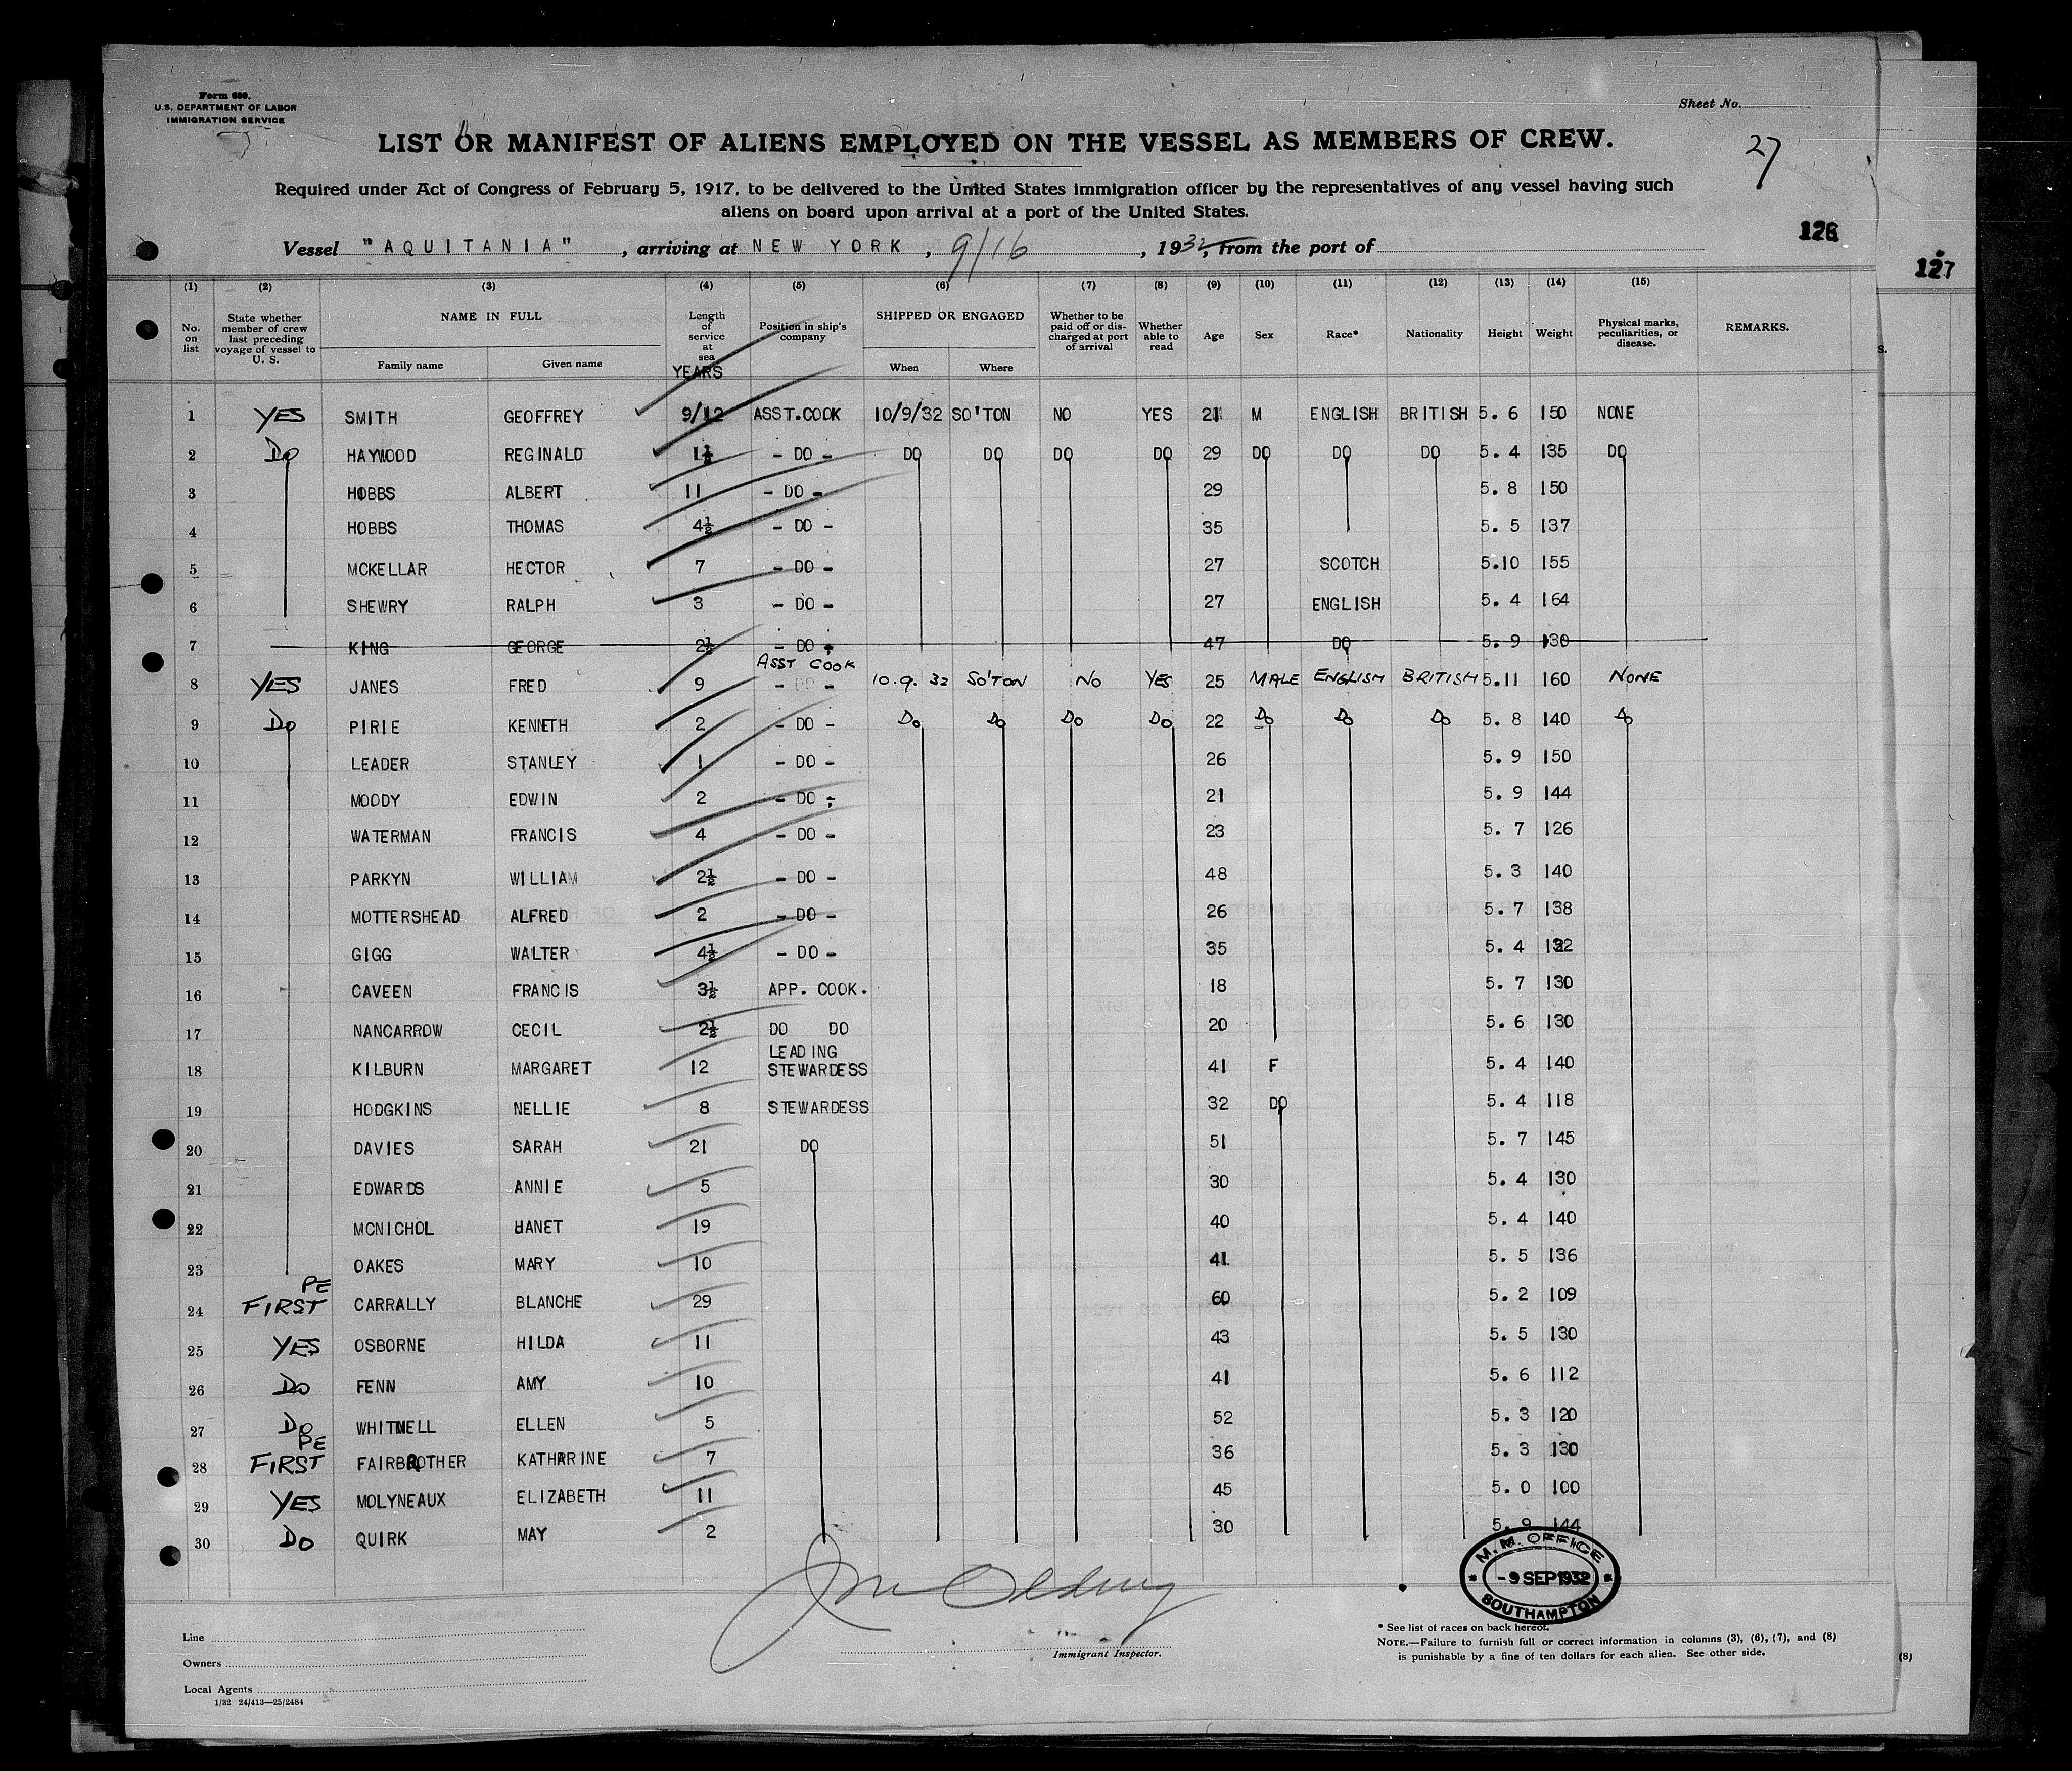 Form 680.
U.S. DEPARTMENT OF LABOR
IMMIGRATION SERVICE
Sheet No.
27
LIST OR MANIFEST OF ALIENS EMPLOYED ON THE VESSEL AS MEMBERS OF CREW.
Required under Act of Congress of February 5, 1917, to be delivered to the United States immigration officer by the representatives of any vessel having such
aliens on board upon arrival at a port of the United States.
126
127
Vessel "AQUITANIA", arriving at NEW YORK, 9/16, 1932, from the port of
(1) (2) (3) (4) (5) (6) (7) (8) (9) (10) (11) (12) (13) (14) (15)
No. on list State whether member of crew last preceding voyage of vessel to U. S. NAME IN FULL Family name Given name Length of service at sea YEARS Position in ship's company SHIPPED OR ENGAGED When Where Whether to be paid off or discharged at port of arrival Whether able to read Age Sex Race* Nationality Height Weight Physical marks, peculiarities, or disease. REMARKS.
1 YES SMITH GEOFFREY 9/12 ASST.COOK 10/9/32 SO'TON NO YES 21 M ENGLISH BRITISH 5. 6 150 NONE
2 Do HAYWOOD REGINALD 1½ - DO - DO DO DO DO 29 DO DO DO 5. 4 135 DO
3 HOBBS ALBERT 11 - DO - 29 5. 8 150
4 HOBBS THOMAS 4½ - DO - 35 5. 5 137
5 MCKELLAR HECTOR 7 - DO - 27 SCOTCH 5.10 155
6 SHEWRY RALPH 3 - DO - 27 ENGLISH 5. 4 164
7 KING GEORGE 2½ - DO - 47 DO 5. 9 130
8 YES JANES FRED 9 ASST COOK 10.9.32 SO'TON NO YES 25 MALE ENGLISH BRITISH 5.11 160 NONE
9 Do PIRIE KENNETH 2 - DO - Do Do Do Do 22 Do Do Do 5. 8 140 Do
10 LEADER STANLEY 1 - DO - 26 5. 9 150
11 MOODY EDWIN 2 - DO - 21 5. 9 144
12 WATERMAN FRANCIS 4 - DO - 23 5. 7 126
13 PARKYN WILLIAM 2½ - DO - 48 5. 3 140
14 MOTTERSHEAD ALFRED 2 - DO - 26 5. 7 138
15 GIGG WALTER 4½ - DO - 35 5. 4 132
16 CAVEEN FRANCIS 3½ APP. COOK. 18 5. 7 130
17 NANCARROW CECIL 2½ DO DO 20 5. 6 130
18 KILBURN MARGARET 12 LEADING STEWARDESS 41 F 5. 4 140
19 HODGKINS NELLIE 8 STEWARDESS 32 DO 5. 4 118
20 DAVIES SARAH 21 DO 51 5. 7 145
21 EDWARDS ANNIE 5 30 5. 4 130
22 MCNICHOL JANET 19 40 5. 4 140
23 OAKES MARY 10 41 5. 5 136
24 PE FIRST CARRALLY BLANCHE 29 60 5. 2 109
25 YES OSBORNE HILDA 11 43 5. 5 130
26 Do FENN AMY 10 41 5. 6 112
27 Do WHITWELL ELLEN 5 52 5. 3 120
28 PE FIRST FAIRBROTHER KATHARINE 7 36 5. 3 130
29 YES MOLYNEAUX ELIZABETH 11 45 5. 0 100
30 Do QUIRK MAY 2 30 5. 9 144
M. M. OFFICE
- 9 SEP 1932
SOUTHAMPTON
Line
Owners
Local Agents
1/32 24/413—25/2484
Immigrant Inspector.
* See list of races on back hereof.
NOTE.—Failure to furnish full or correct information in columns (3), (6), (7), and (8)
is punishable by a fine of ten dollars for each alien. See other side.
(8)